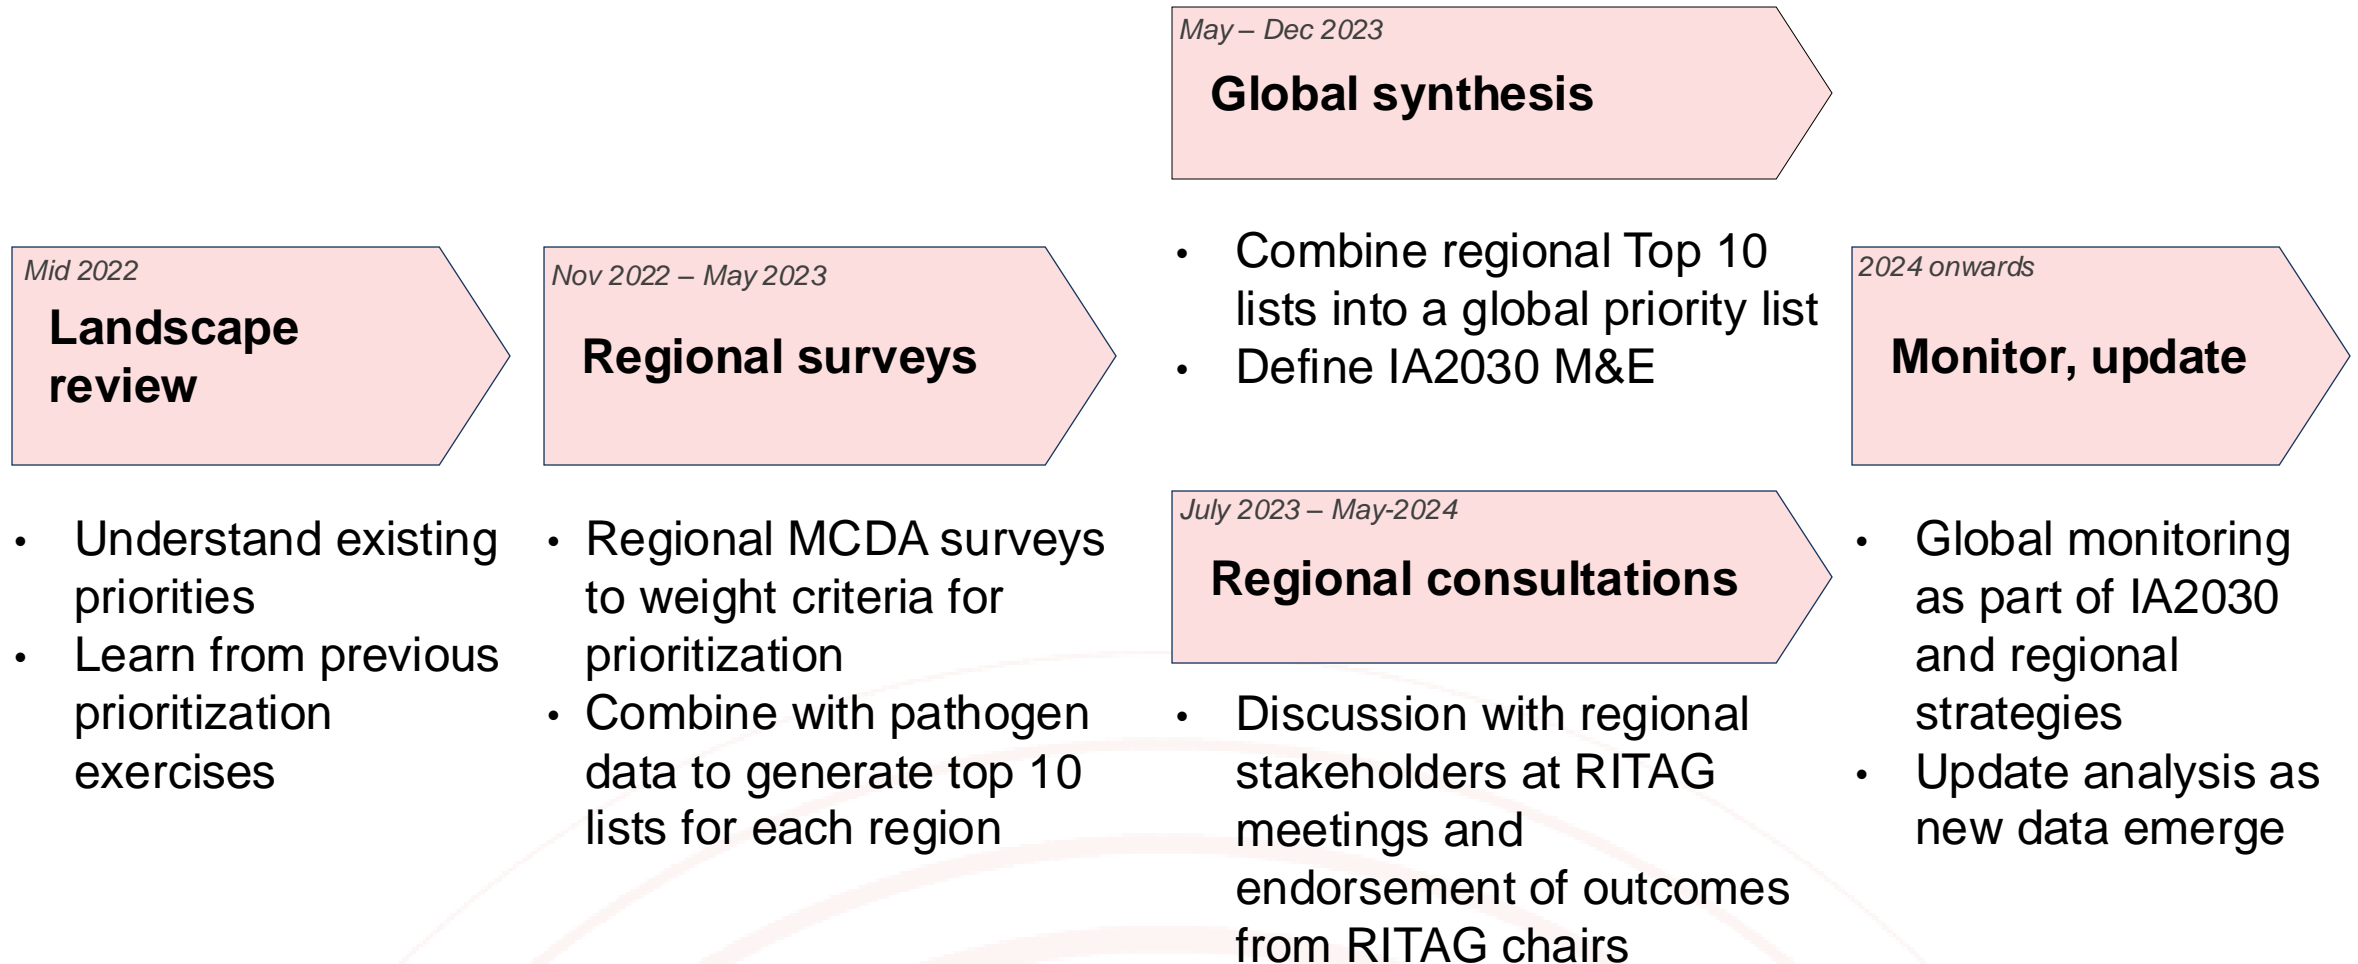 Mid 2022
Landscape
review
• Understand existing
priorities
• Learn from previous
prioritization
exercises
Nov 2022 – May 2023
Regional surveys
• Regional MCDA surveys
to weight criteria for
prioritization
• Combine with pathogen
data to generate top 10
lists for each region
May – Dec 2023
Global synthesis
• Combine regional Top 10
lists into a global priority list
• Define IA2030 M&E
July 2023 – May-2024
Regional consultations
• Discussion with regional
stakeholders at RITAG
meetings and
endorsement of outcomes
from RITAG chairs
2024 onwards
Monitor, update
• Global monitoring
as part of IA2030
and regional
strategies
• Update analysis as
new data emerge